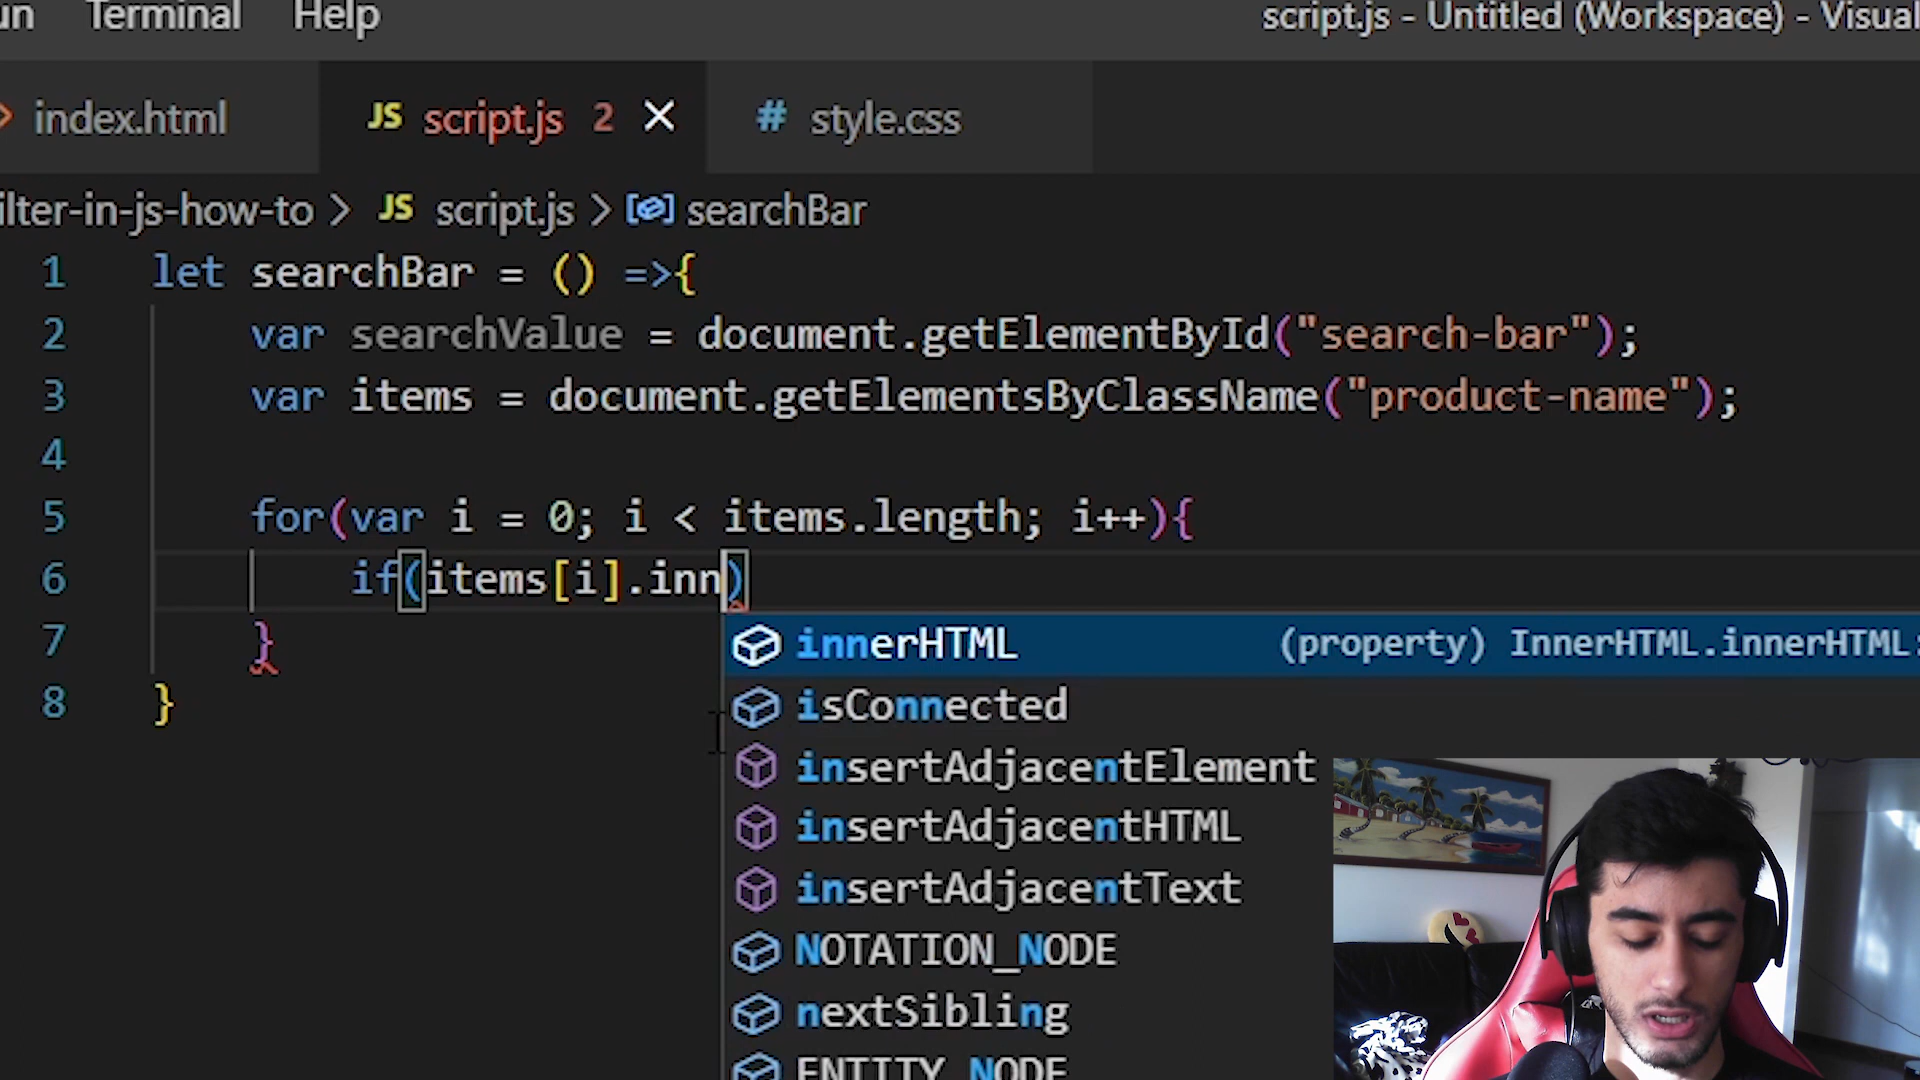 un Terminal Help script.js - Untitled (Workspace) - Visual
index.html JS script.js 2 # style.css
ilter-in-js-how-to > JS script.js > searchBar
1 let searchBar = () =>{
2 var searchValue = document.getElementById("search-bar");
3 var items = document.getElementsByClassName("product-name");
4
5 for(var i = 0; i < items.length; i++){
6 if(items[i].inn)
7 }
8 }
innerHTML (property) InnerHTML.innerHTML:
isConnected
insertAdjacentElement
insertAdjacentHTML
insertAdjacentText
NOTATION_NODE
nextSibling
ENTITY_NODE